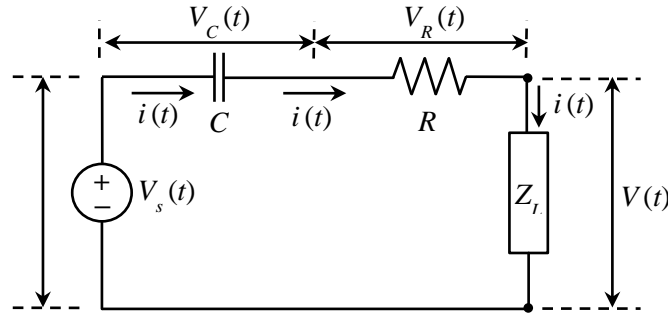 V_C(t) V_R(t)
i(t) C i(t) R i(t)
+
−
V_s(t) Z_L V(t)